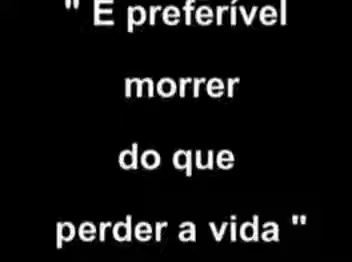 " É preferível
morrer
do que
perder a vida "